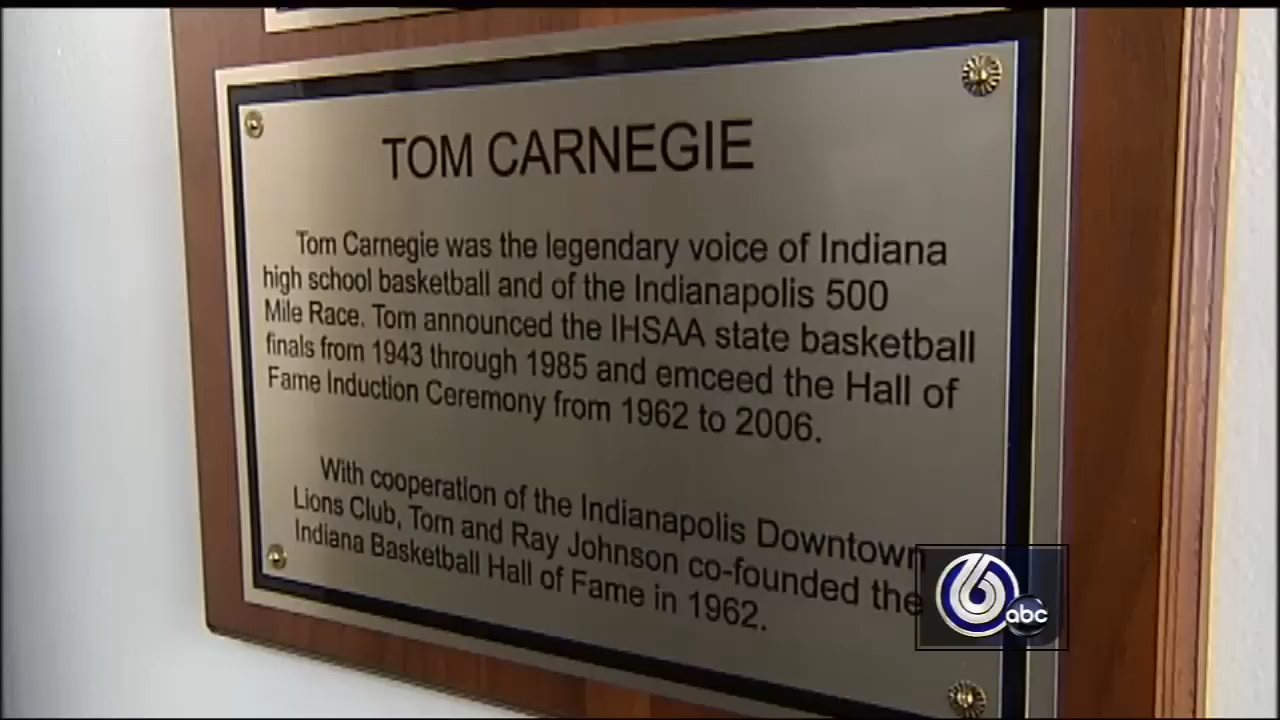 TOM CARNEGIE
Tom Carnegie was the legendary voice of Indiana
high school basketball and of the Indianapolis 500
Mile Race. Tom announced the IHSAA state basketball
finals from 1943 through 1985 and emceed the Hall of
Fame Induction Ceremony from 1962 to 2006.
With cooperation of the Indianapolis Downtown
Lions Club, Tom and Ray Johnson co-founded the
Indiana Basketball Hall of Fame in 1962.
6 abc